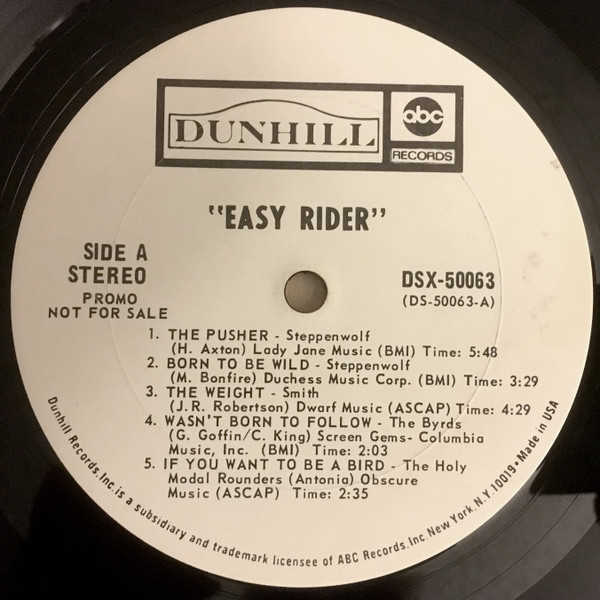 DUNHILL
abc
RECORDS
"EASY RIDER"
SIDE A
STEREO
PROMO
NOT FOR SALE
DSX-50063
(DS-50063-A)
1. THE PUSHER - Steppenwolf
(H. Axton) Lady Jane Music (BMI) Time: 5:48
2. BORN TO BE WILD - Steppenwolf
(M. Bonfire) Duchess Music Corp. (BMI) Time: 3:29
3. THE WEIGHT - Smith
(J.R. Robertson) Dwarf Music (ASCAP) Time: 4:29
4. WASN'T BORN TO FOLLOW - The Byrds
(G. Goffin/C. King) Screen Gems- Columbia
Music, Inc. (BMI) Time: 2:03
5. IF YOU WANT TO BE A BIRD - The Holy
Modal Rounders (Antonia) Obscure
Music (ASCAP) Time: 2:35
Dunhill Records, Inc. is a subsidiary and trademark licensee of ABC Records, Inc. New York, N.Y. 10019 • Made in USA